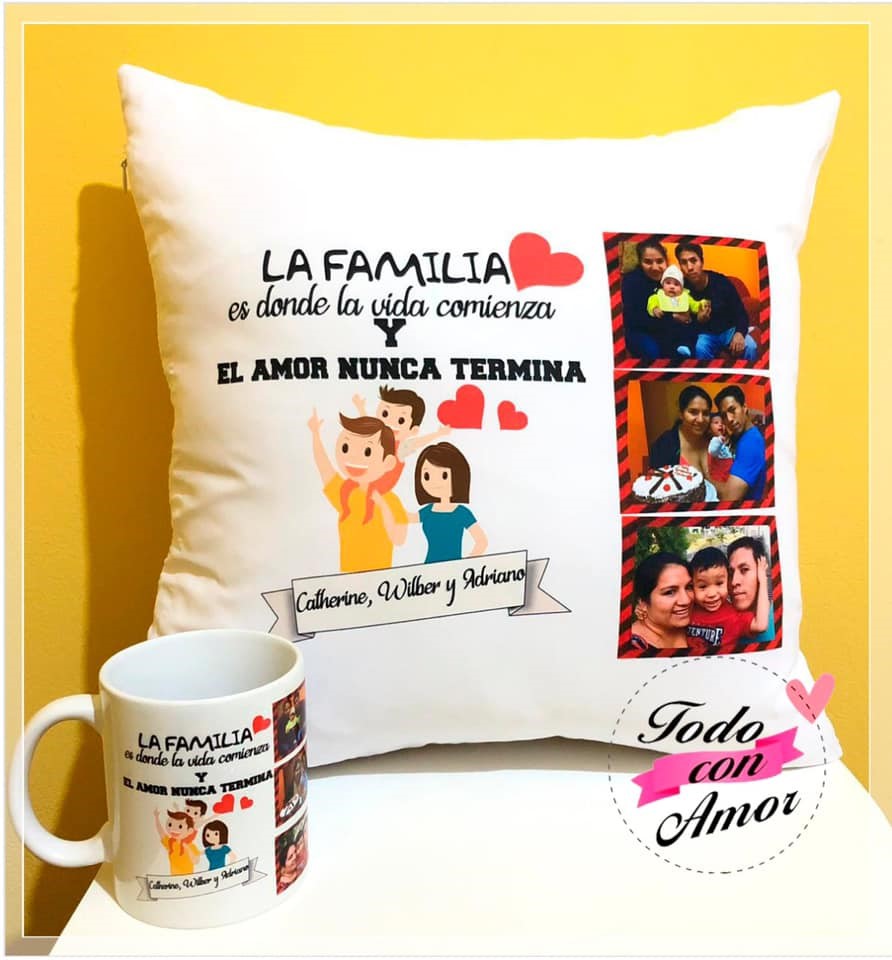 LA FAMILIA
es donde la vida comienza
Y
EL AMOR NUNCA TERMINA
Catherine, Wilber y Adriano
VENTURE
LA FAMILIA
es donde la vida comienza
Y
EL AMOR NUNCA TERMINA
Catherine, Wilber y Adriano
Todo
con
Amor